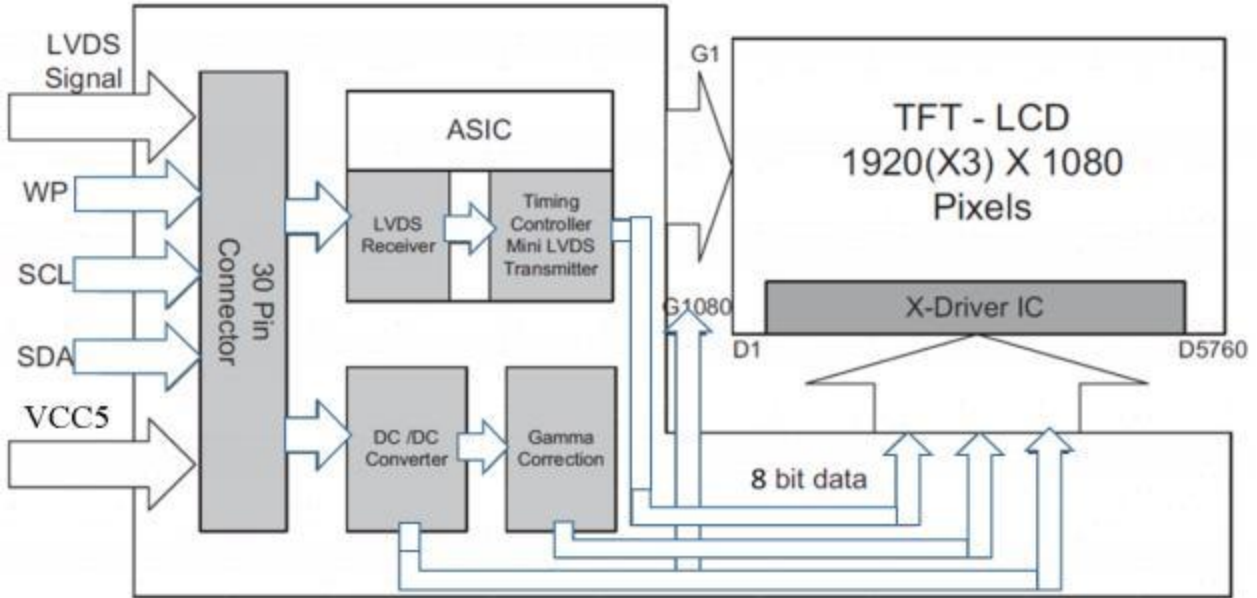 LVDS
Signal
WP
SCL
SDA
VCC5
30 Pin
Connector
ASIC
LVDS
Receiver
Timing
Controller
Mini LVDS
Transmitter
DC /DC
Converter
Gamma
Correction
G1
G1080
TFT - LCD
1920(X3) X 1080
Pixels
X-Driver IC
D1
D5760
8 bit data